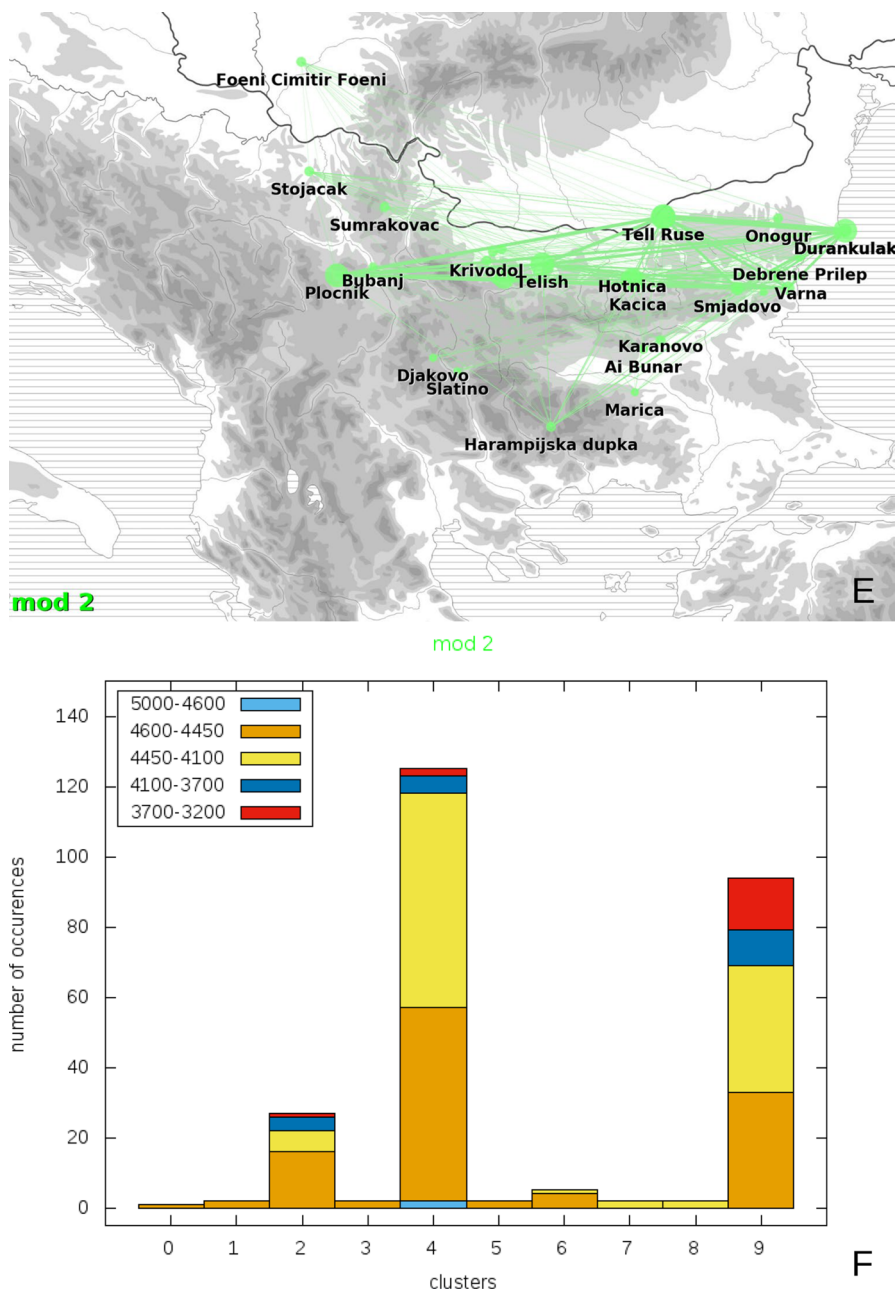 Foeni Cimitir Foeni
Stojacak
Sumrakovac
Tell Ruse
Onogur
Durankulak
Bubanj
Krivodol
Telish
Hotnica
Debrene Prilep
Plocnik
Kacica
Smjadovo
Varna
Karanovo
Ai Bunar
Djakovo
Slatino
Marica
Harampijska dupka
mod 2
E
mod 2
5000-4600
4600-4450
4450-4100
4100-3700
3700-3200
140
120
100
80
60
40
20
0
number of occurences
0 1 2 3 4 5 6 7 8 9
clusters
F